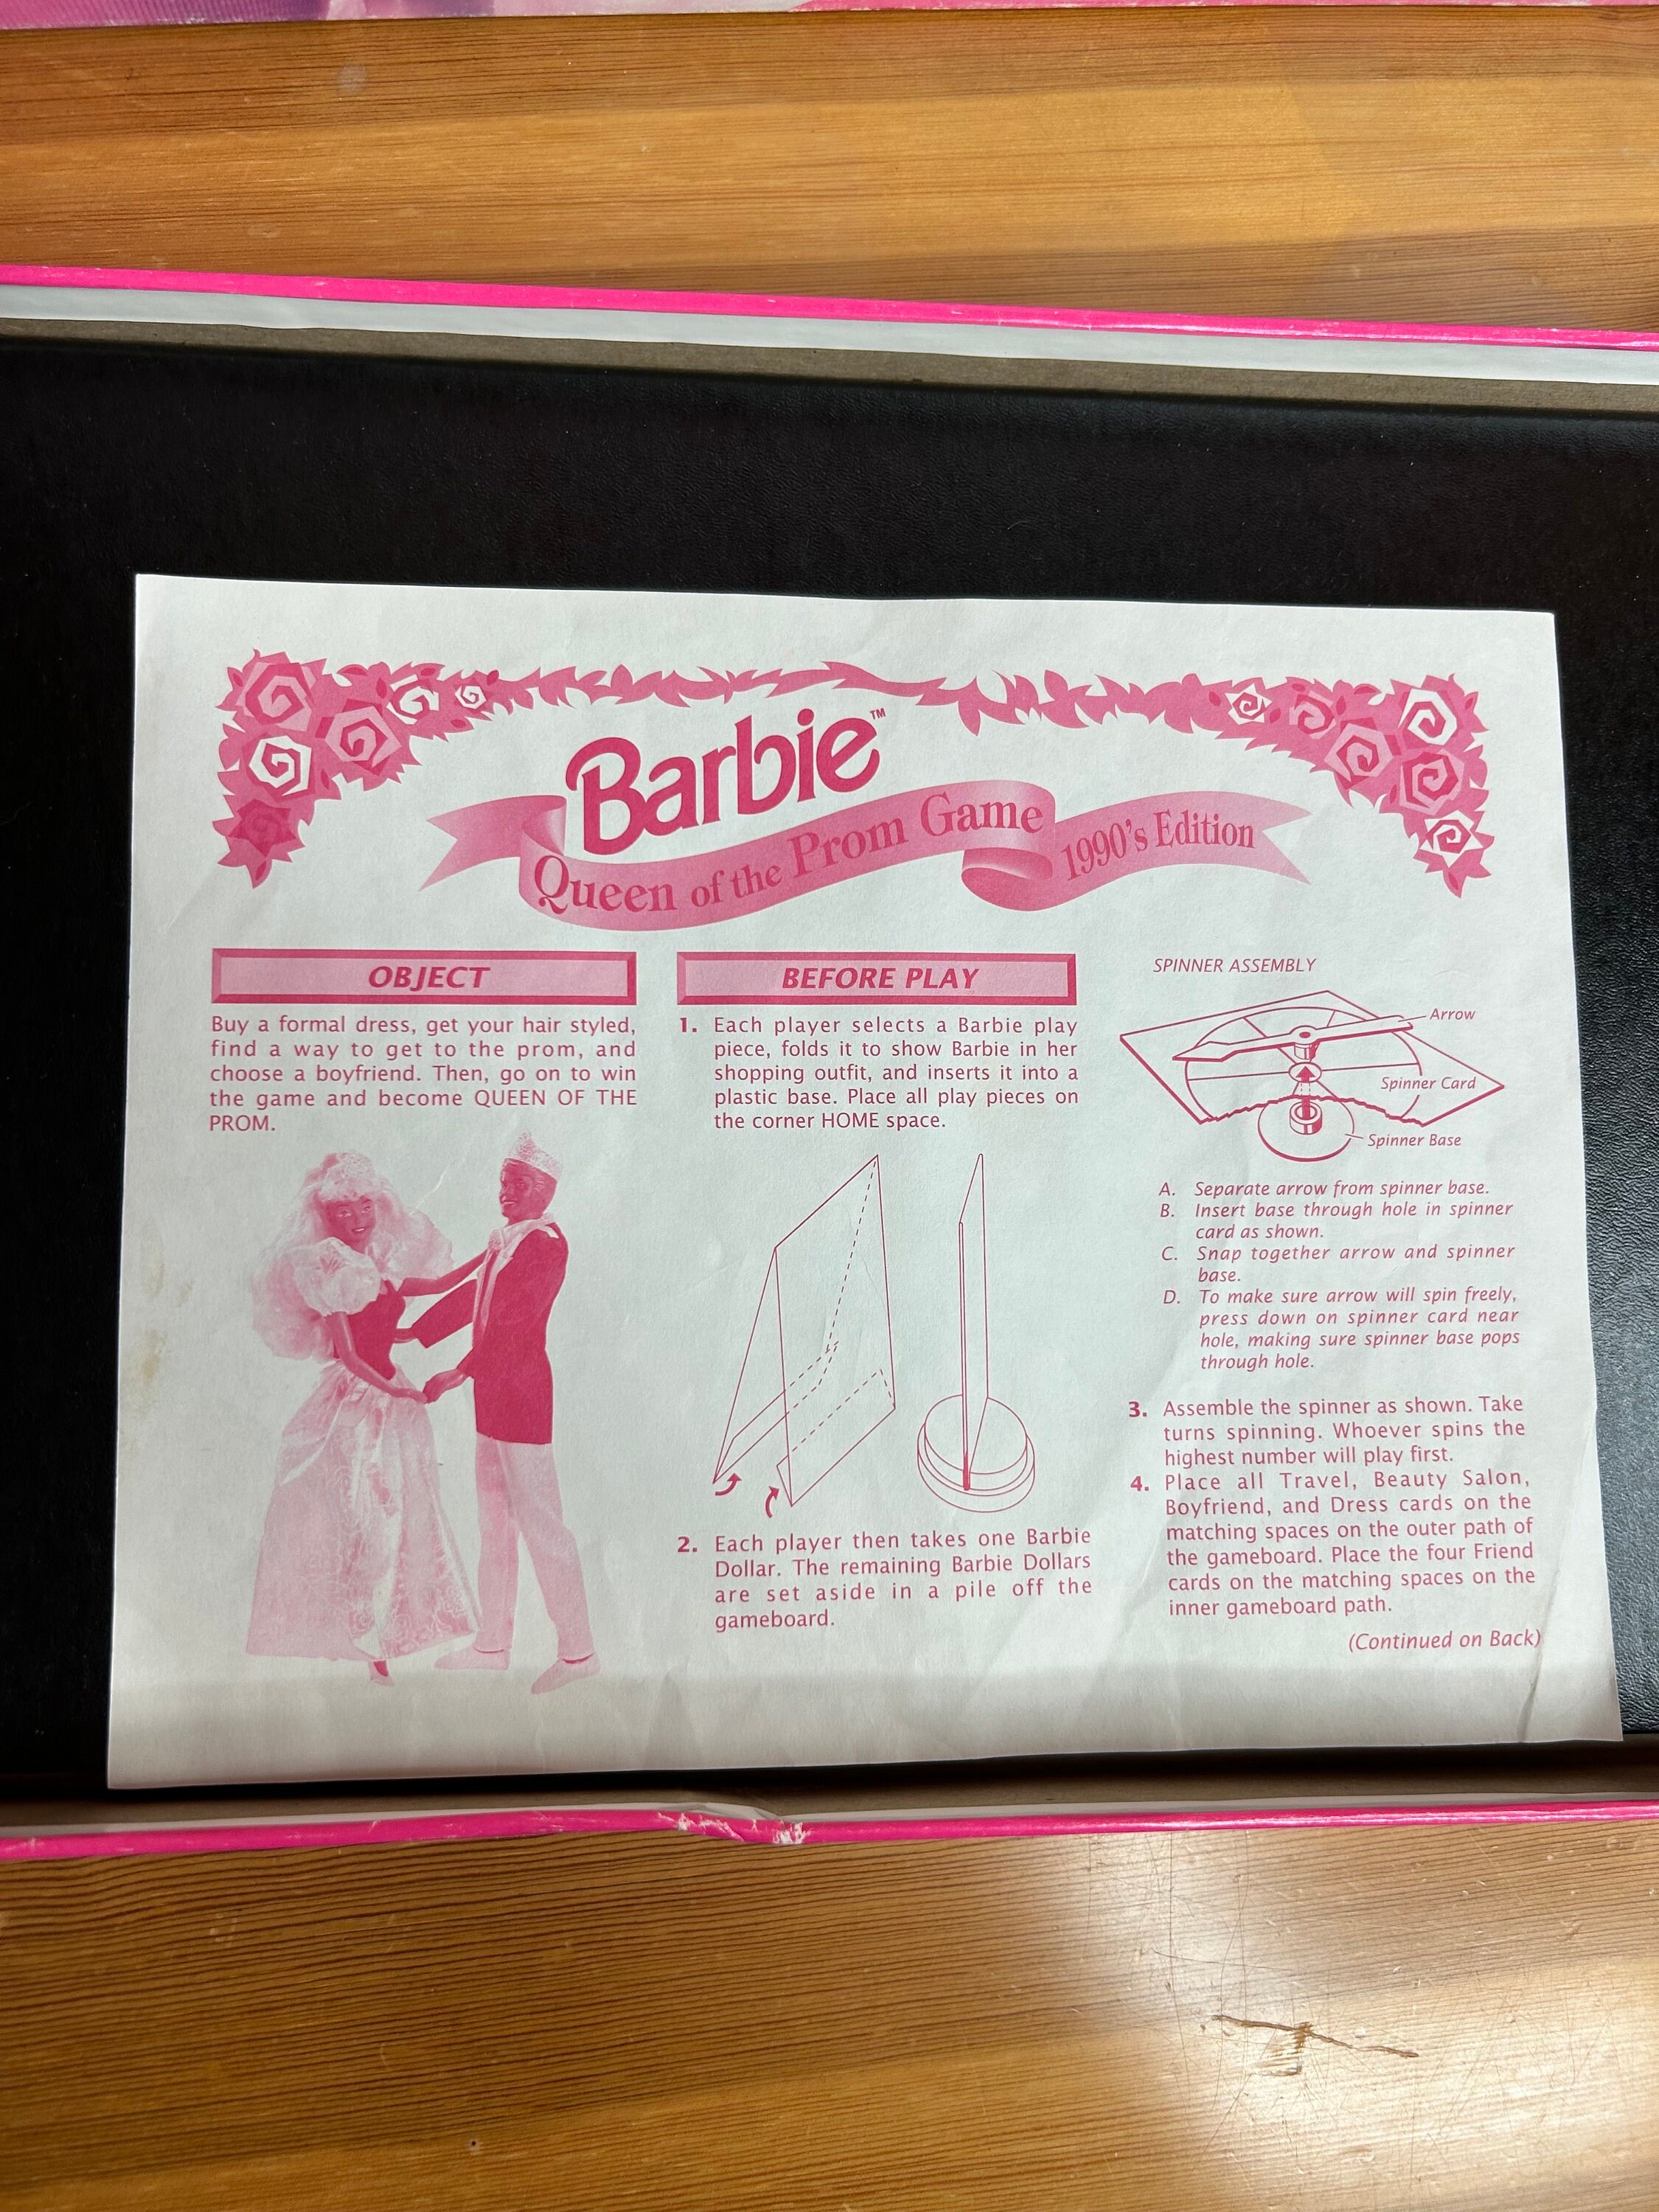 Barbie™
Queen of the Prom Game
1990's Edition
OBJECT
Buy a formal dress, get your hair styled,
find a way to get to the prom, and
choose a boyfriend. Then, go on to win
the game and become QUEEN OF THE
PROM.
BEFORE PLAY
1. Each player selects a Barbie play
piece, folds it to show Barbie in her
shopping outfit, and inserts it into a
plastic base. Place all play pieces on
the corner HOME space.
2. Each player then takes one Barbie
Dollar. The remaining Barbie Dollars
are set aside in a pile off the
gameboard.
SPINNER ASSEMBLY
Arrow
Spinner Card
Spinner Base
A. Separate arrow from spinner base.
B. Insert base through hole in spinner
card as shown.
C. Snap together arrow and spinner
base.
D. To make sure arrow will spin freely,
press down on spinner card near
hole, making sure spinner base pops
through hole.
3. Assemble the spinner as shown. Take
turns spinning. Whoever spins the
highest number will play first.
4. Place all Travel, Beauty Salon,
Boyfriend, and Dress cards on the
matching spaces on the outer path of
the gameboard. Place the four Friend
cards on the matching spaces on the
inner gameboard path.
(Continued on Back)